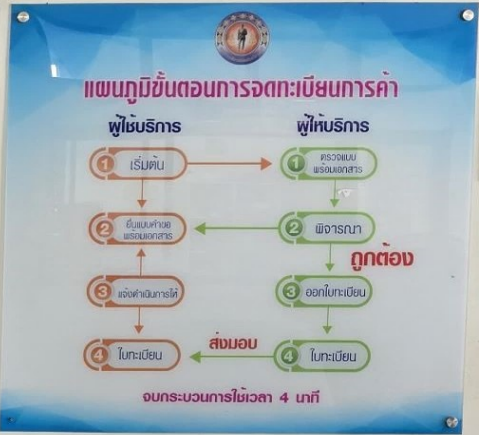 แผนภูมิขั้นตอนการจดทะเบียนการค้า
ผู้ใช้บริการ
ผู้ให้บริการ
1 เริ่มต้น
1 ตรวจแบบ
พร้อมเอกสาร
2 ยื่นแบบคำขอ
พร้อมเอกสาร
2 พิจารณา
ถูกต้อง
3 แจ้งดำเนินการให้
3 ออกใบทะเบียน
4 ใบทะเบียน
ส่งมอบ
4 ใบทะเบียน
จบกระบวนการใช้เวลา 4 นาที